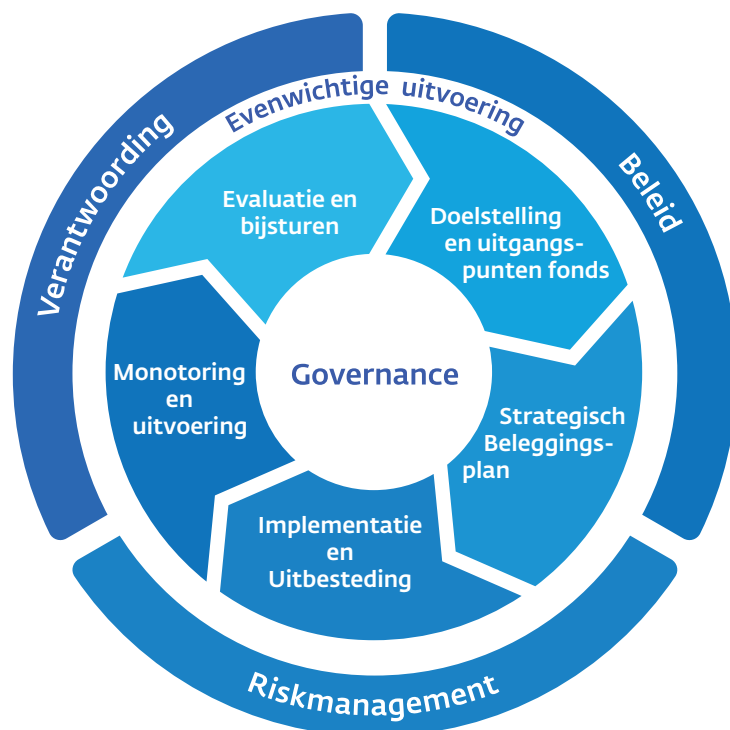 Evenwichtige uitvoering
Verantwoording
Beleid
Evaluatie en
bijsturen
Doelstelling
en uitgangs-
punten fonds
Governance
Monotoring
en
uitvoering
Strategisch
Beleggings-
plan
Implementatie
en
Uitbesteding
Riskmanagement